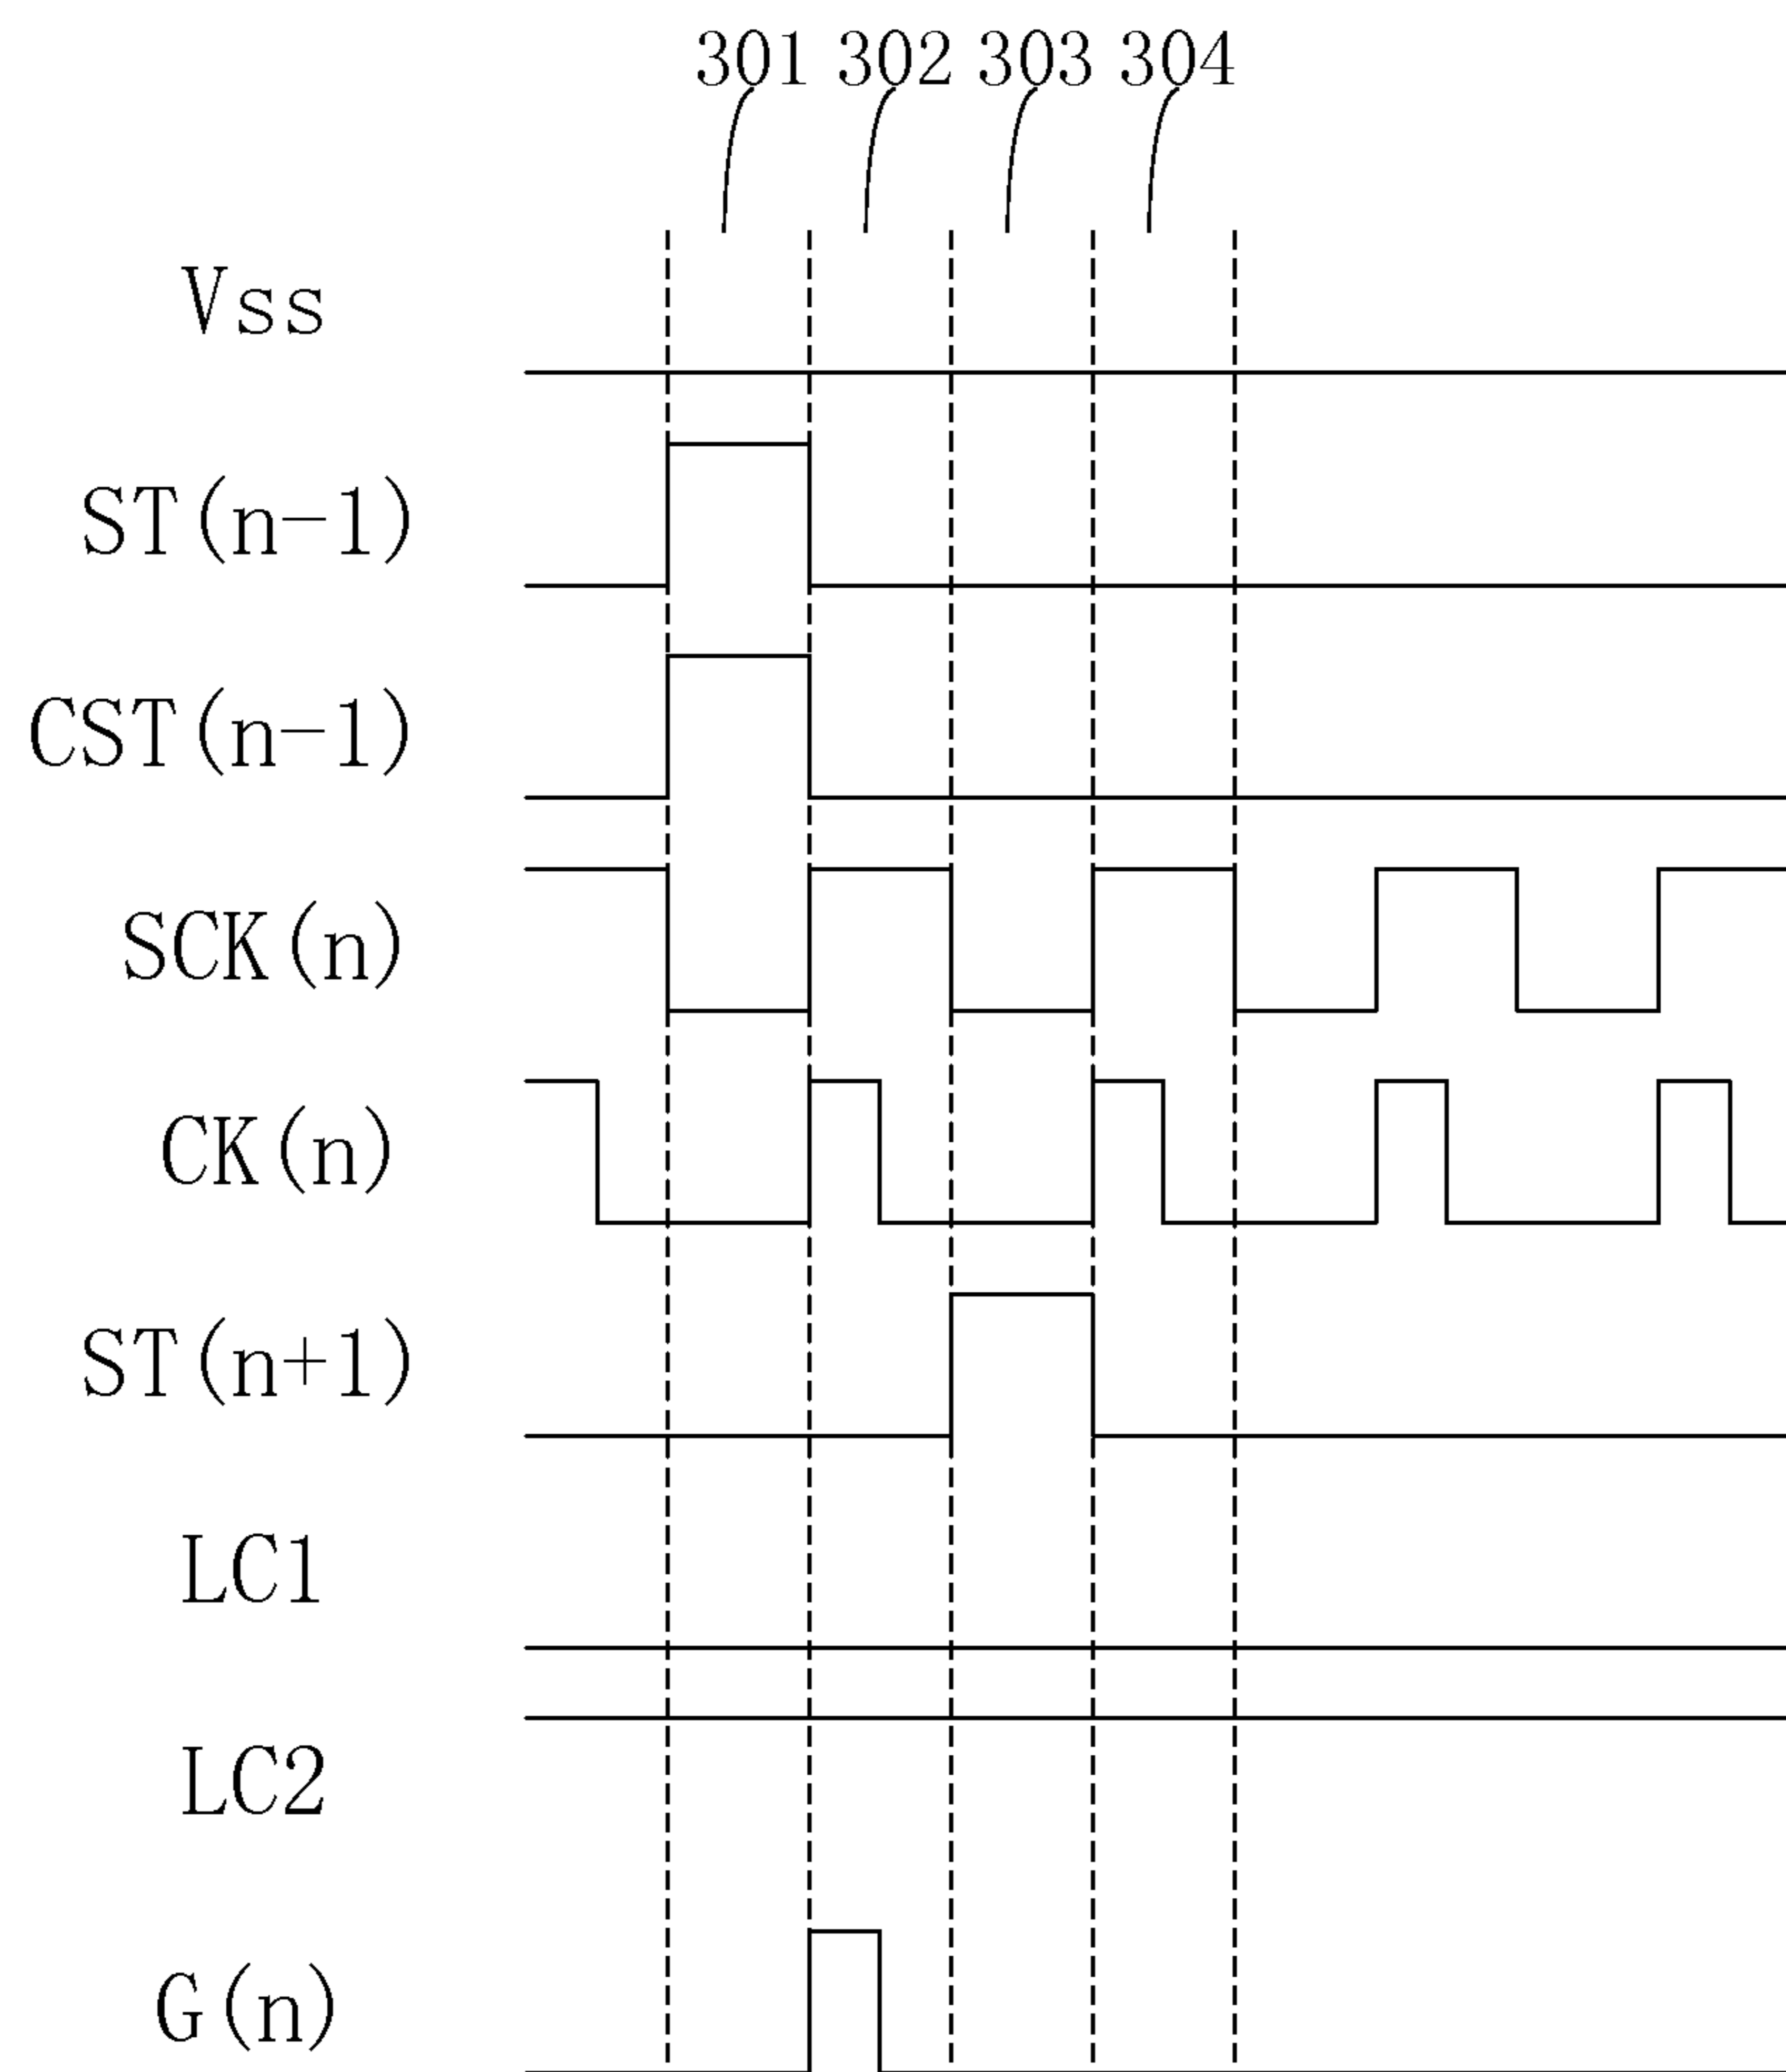 301 302 303 304
Vss
ST(n-1)
CST(n-1)
SCK(n)
CK(n)
ST(n+1)
LC1
LC2
G(n)